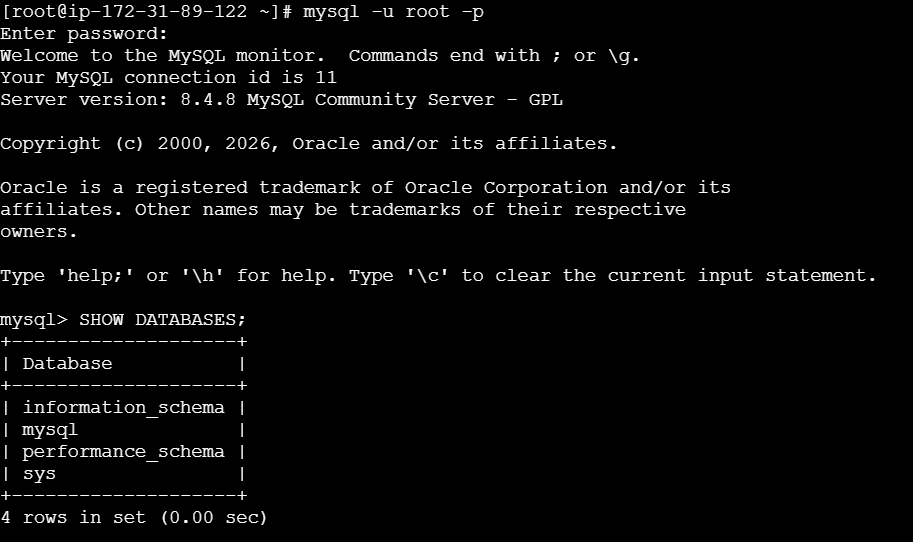 [root@ip-172-31-89-122 ~]# mysql -u root -p
Enter password:
Welcome to the MySQL monitor.  Commands end with ; or \g.
Your MySQL connection id is 11
Server version: 8.4.8 MySQL Community Server - GPL

Copyright (c) 2000, 2026, Oracle and/or its affiliates.

Oracle is a registered trademark of Oracle Corporation and/or its
affiliates. Other names may be trademarks of their respective
owners.

Type 'help;' or '\h' for help. Type '\c' to clear the current input statement.

mysql> SHOW DATABASES;
+--------------------+
| Database           |
+--------------------+
| information_schema |
| mysql              |
| performance_schema |
| sys                |
+--------------------+
4 rows in set (0.00 sec)